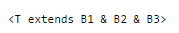 <T extends B1 & B2 & B3>